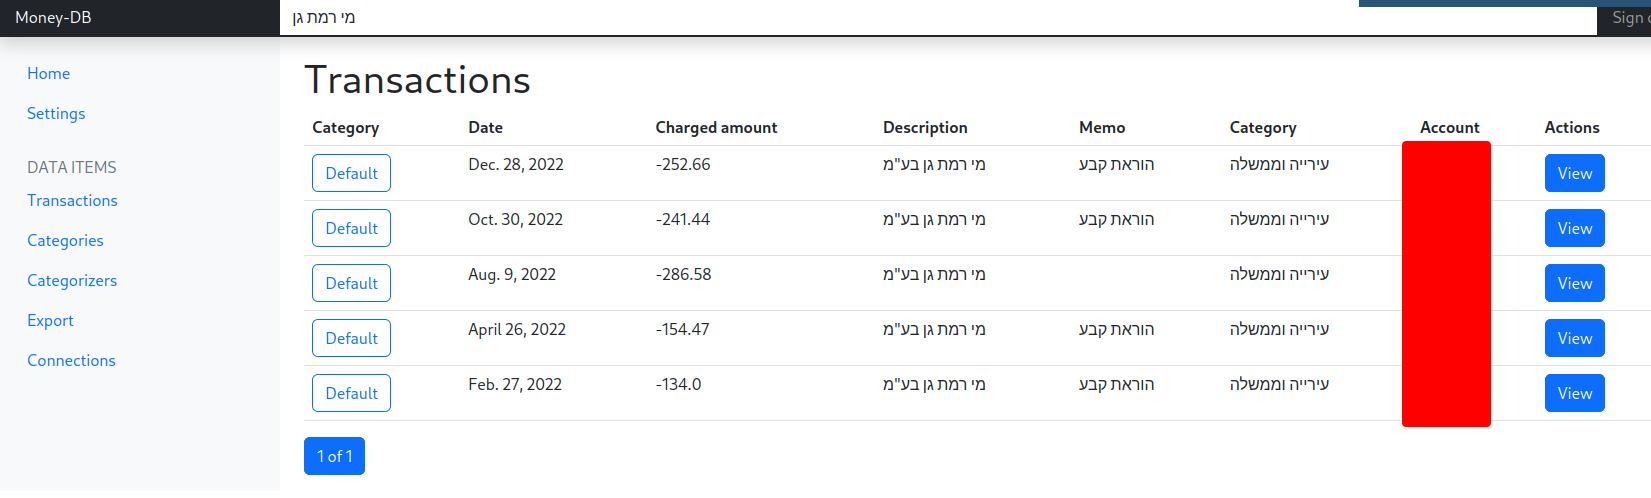 Money-DB
מי רמת גן
Sign
Home
Settings
DATA ITEMS
Transactions
Categories
Categorizers
Export
Connections
Transactions
Category Date Charged amount Description Memo Category Account Actions
Default Dec. 28, 2022 -252.66 מי רמת גן בע"מ הוראת קבע עירייה וממשלה View
Default Oct. 30, 2022 -241.44 מי רמת גן בע"מ הוראת קבע עירייה וממשלה View
Default Aug. 9, 2022 -286.58 מי רמת גן בע"מ עירייה וממשלה View
Default April 26, 2022 -154.47 מי רמת גן בע"מ הוראת קבע עירייה וממשלה View
Default Feb. 27, 2022 -134.0 מי רמת גן בע"מ הוראת קבע עירייה וממשלה View
1 of 1